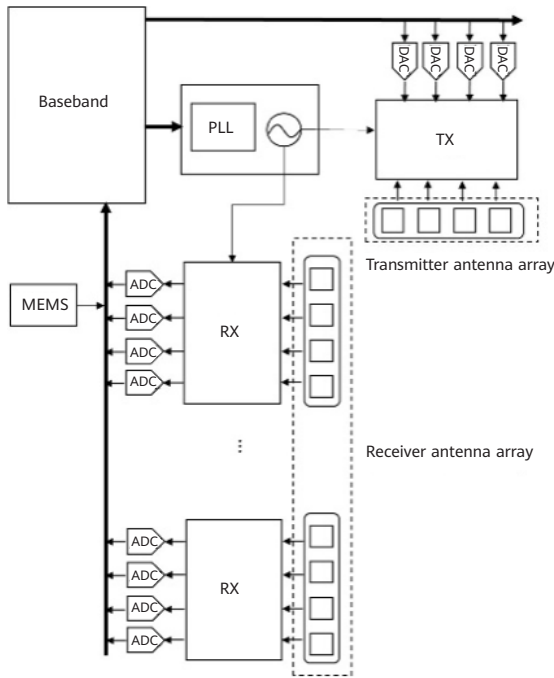 DAC
DAC
DAC
DAC
Baseband
PLL
TX
Transmitter antenna array
ADC
MEMS
ADC
RX
ADC
ADC
...
Receiver antenna array
ADC
ADC
RX
ADC
ADC